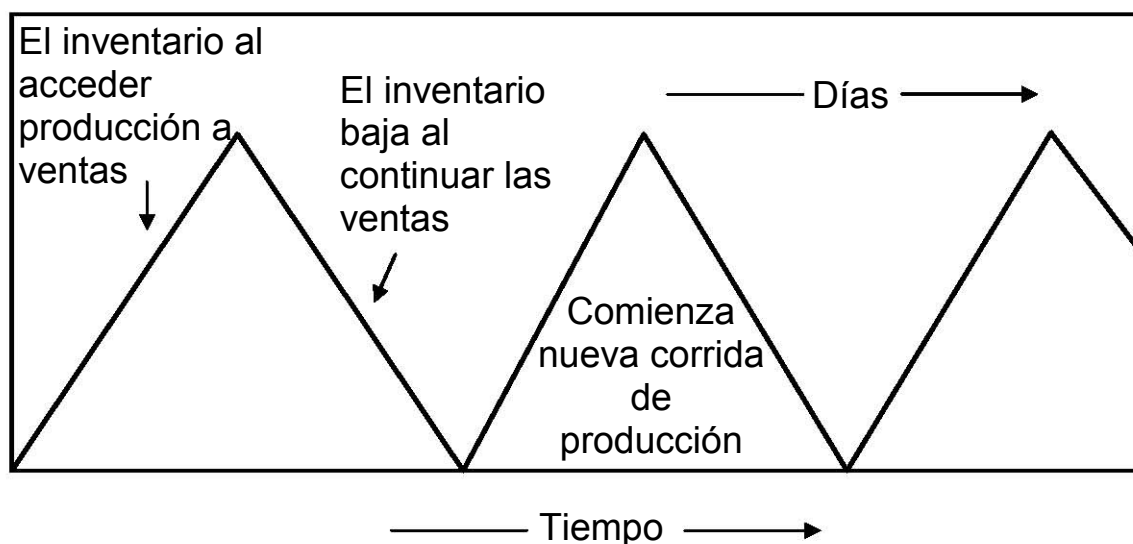 El inventario al
acceder
producción a
ventas
El inventario
baja al
continuar las
ventas
Días
Comienza
nueva corrida
de
producción
Tiempo